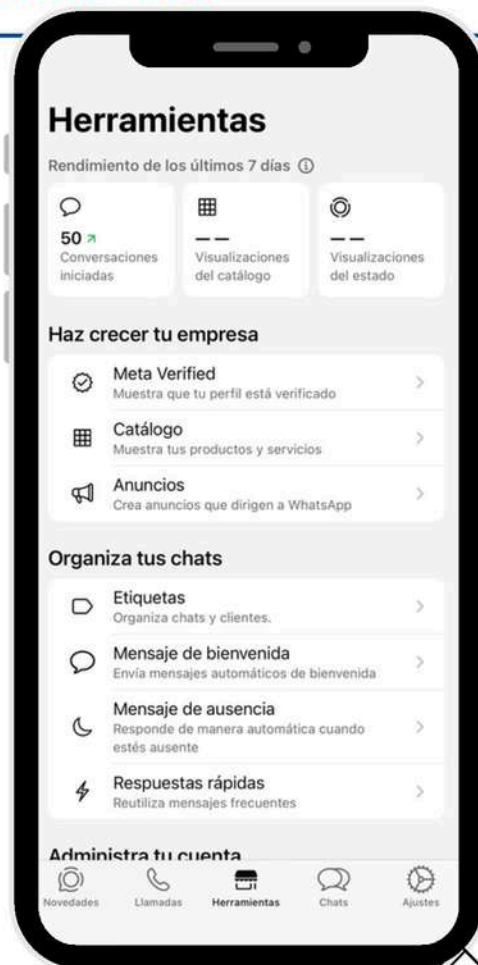 Herramientas
Rendimiento de los últimos 7 días
50
Conversaciones
iniciadas
— —
Visualizaciones
del catálogo
— —
Visualizaciones
del estado
Haz crecer tu empresa
Meta Verified
Muestra que tu perfil está verificado
Catálogo
Muestra tus productos y servicios
Anuncios
Crea anuncios que dirigen a WhatsApp
Organiza tus chats
Etiquetas
Organiza chats y clientes.
Mensaje de bienvenida
Envía mensajes automáticos de bienvenida
Mensaje de ausencia
Responde de manera automática cuando
estés ausente
Respuestas rápidas
Reutiliza mensajes frecuentes
Administra tu cuenta
Novedades
Llamadas
Herramientas
Chats
Ajustes